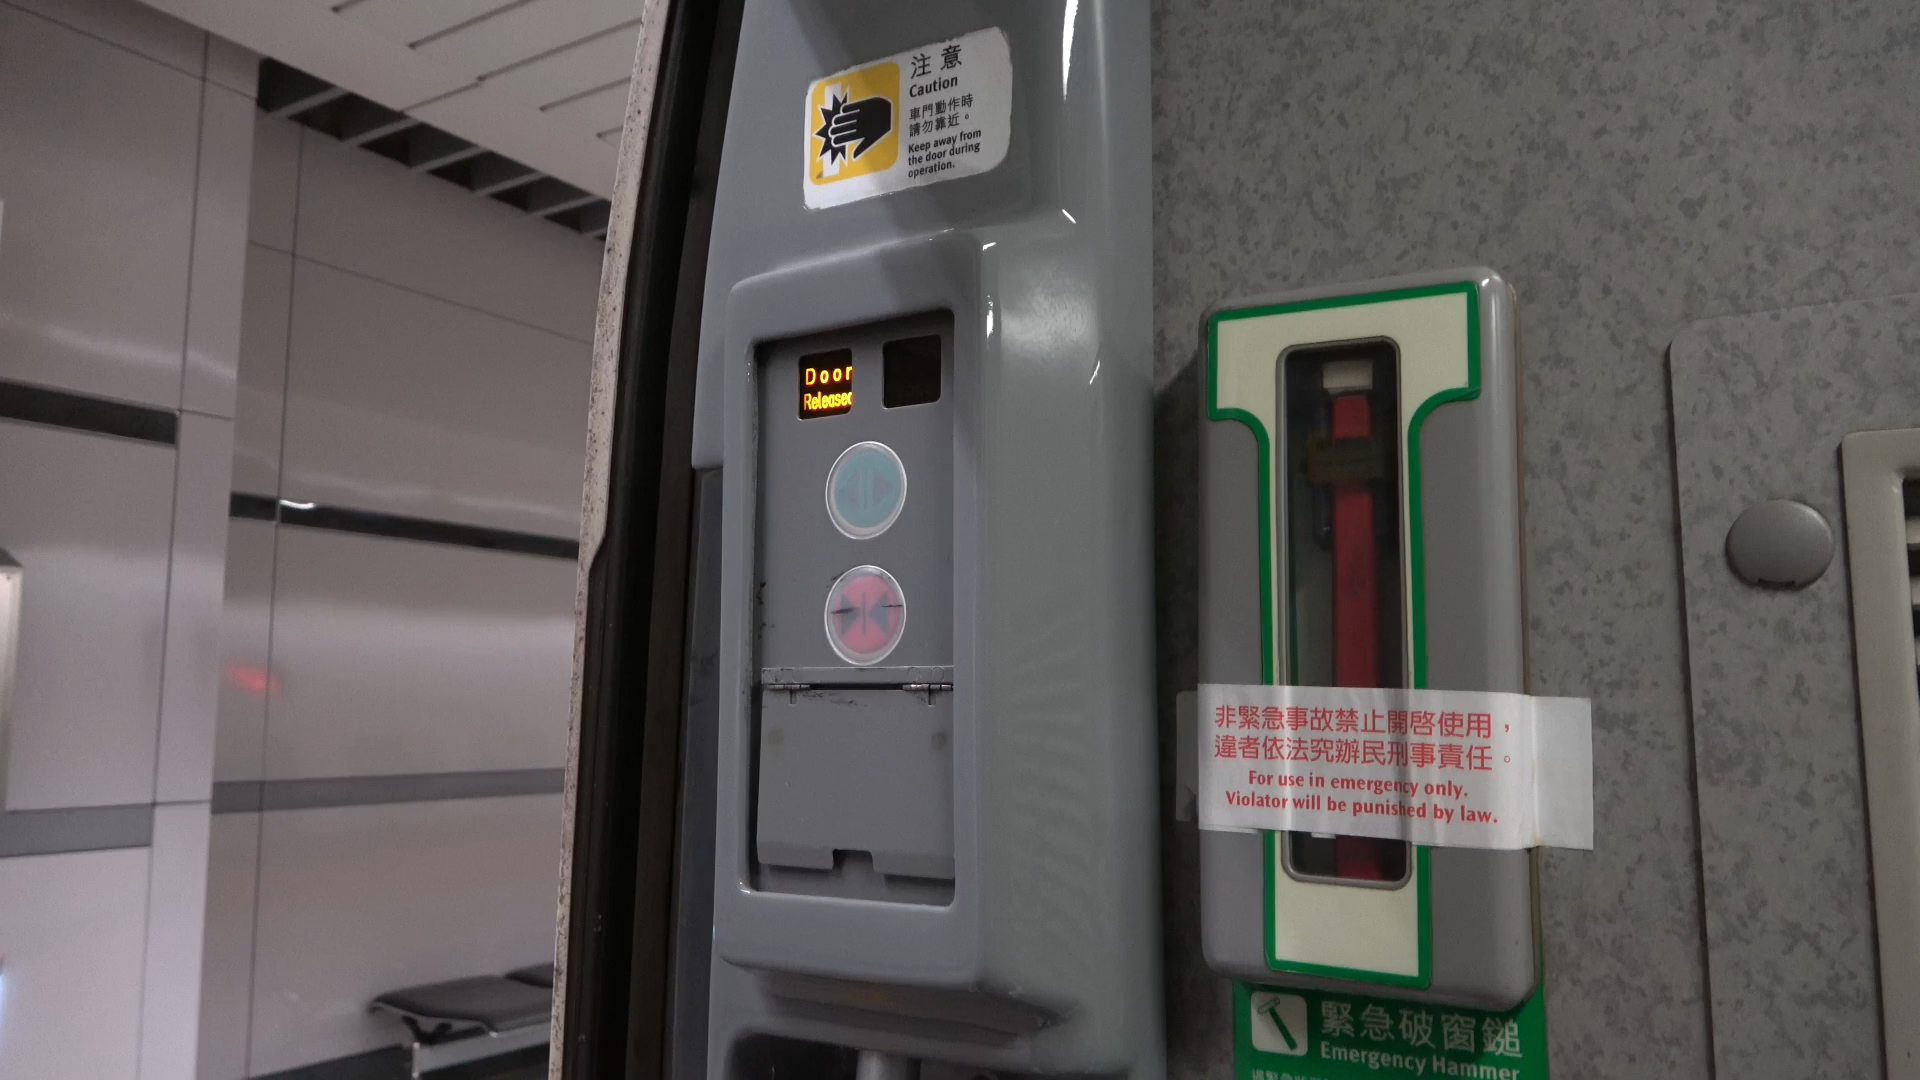 注意
Caution
車門動作時
請勿靠近。
Keep away from
the door during
operation.
Door
Released
非緊急事故禁止開啓使用，
違者依法究辦民刑事責任。
For use in emergency only.
Violator will be punished by law.
緊急破窗鎚
Emergency Hammer